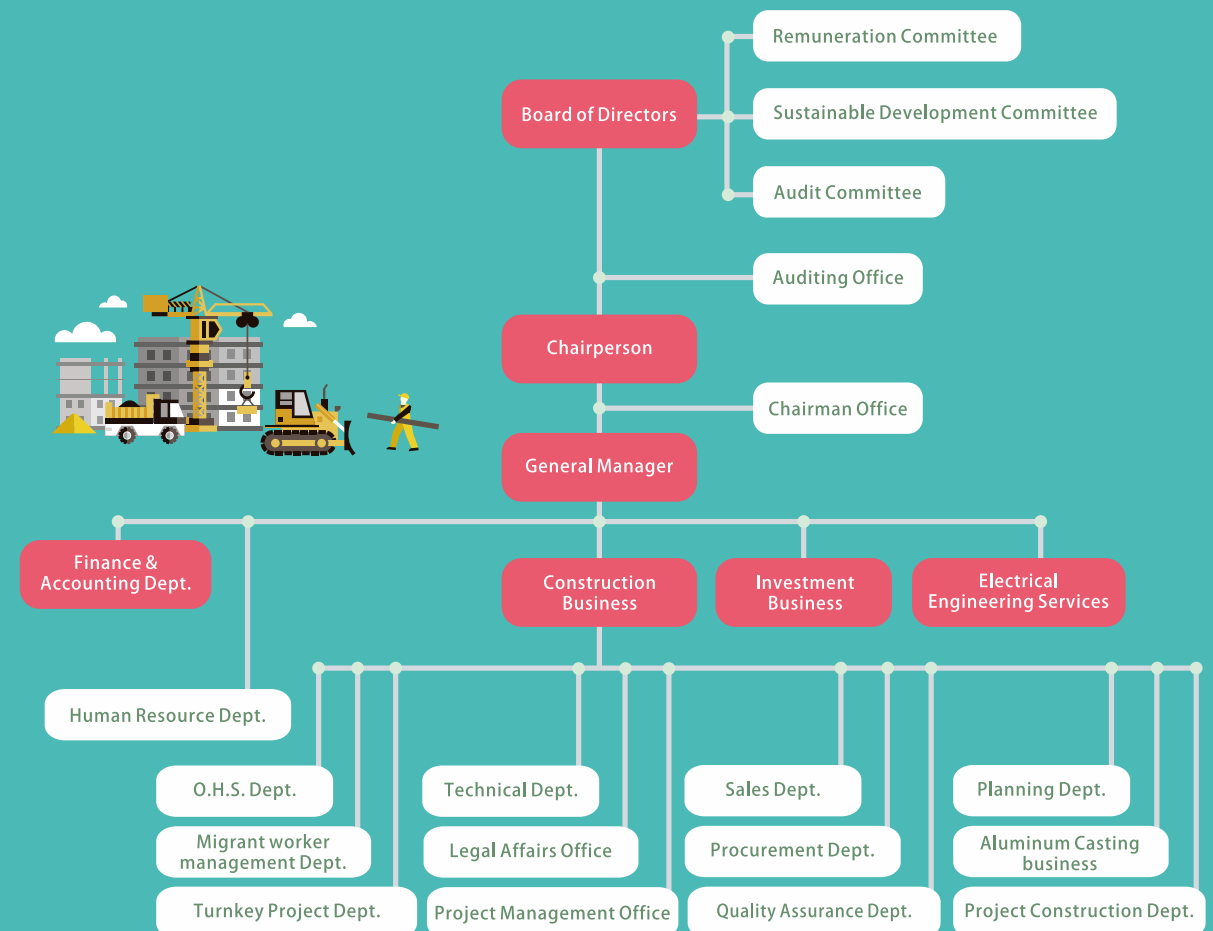 Remuneration Committee
Board of Directors
Sustainable Development Committee
Audit Committee
Auditing Office
Chairperson
Chairman Office
General Manager
Finance &
Accounting Dept.
Construction
Business
Investment
Business
Electrical
Engineering Services
Human Resource Dept.
O.H.S. Dept.
Technical Dept.
Sales Dept.
Planning Dept.
Migrant worker
management Dept.
Legal Affairs Office
Procurement Dept.
Aluminum Casting
business
Turnkey Project Dept.
Project Management Office
Quality Assurance Dept.
Project Construction Dept.